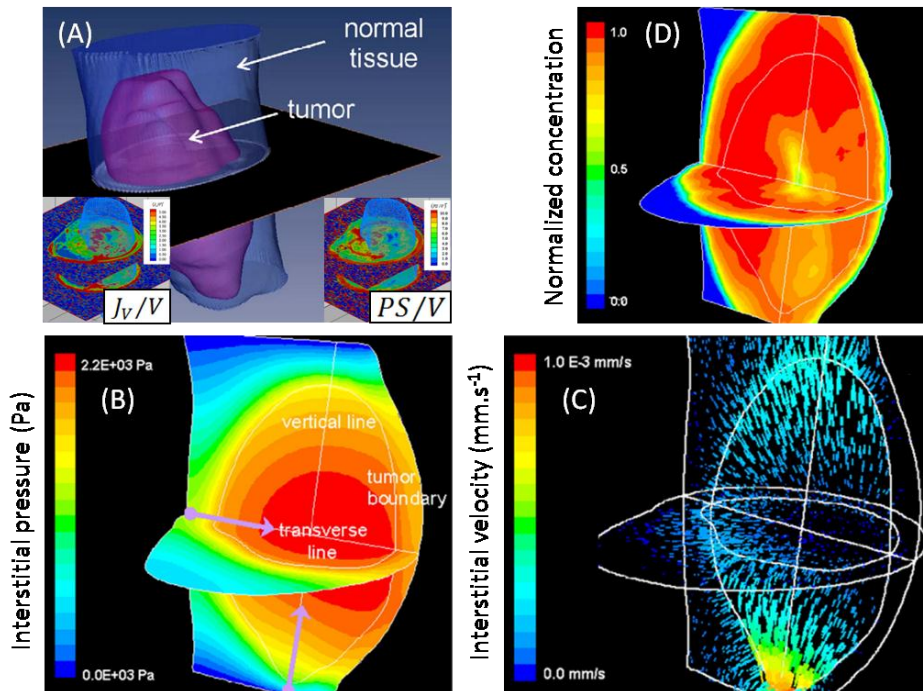 (A)
normal
tissue
tumor
J_V/V
PS/V
(D)
Normalized concentration
1.0
0.5
0.0
(B)
Interstitial pressure (Pa)
2.2E+03 Pa
0.0E+03 Pa
vertical line
tumor
boundary
transverse
line
(C)
Interstitial velocity (mm.s⁻¹)
1.0 E-3 mm/s
0.0 mm/s